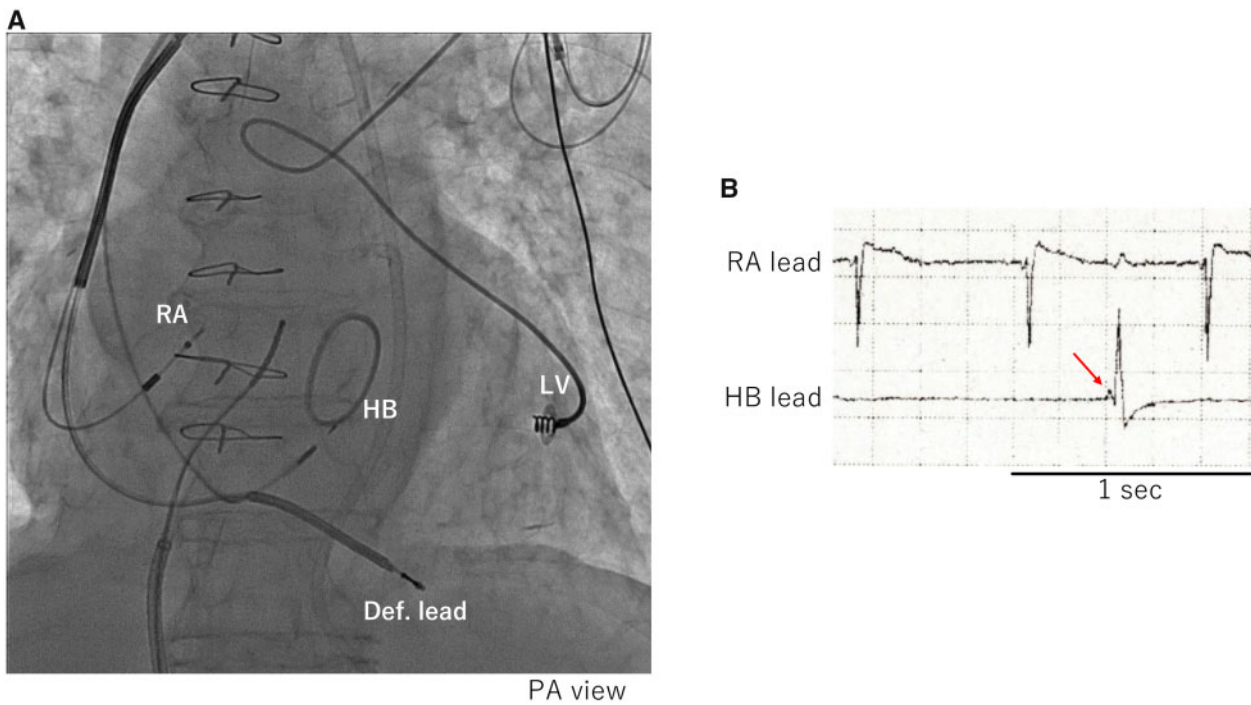 A
RA
HB
LV
Def. lead
PA view
B
RA lead
HB lead
1 sec